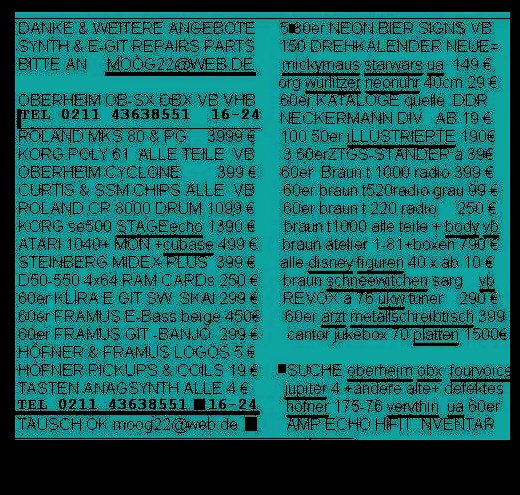 DANKE & WEITERE ANGEBOTE
SYNTH & E-GIT REPAIRS PARTS
BITTE AN MOOG22@WEB.DE
OBERHEIM OB-SX OBX VB VHB
TEL 0211 43638551 16-24
ROLAND MKS 80 & PG 3999 €
KORG POLY 61 ALLE TEILE VB
OBERHEIM CYCLONE 399 €
CURTIS & SSM CHIPS ALLE VB
ROLAND CR 8000 DRUM 1099 €
KORG se500 STAGEecho 1390 €
ATARI 1040+ MON +cubase 499 €
STEINBERG MIDEX PLUS 399 €
D50-550 4x64 RAM CARDs 250 €
60er KLIRA E GIT SW SKAI 299 €
60er FRAMUS E-Bass beige 450€
60er FRAMUS GIT -BANJO 299 €
HÖFNER & FRAMUS LOGOS 5 €
HÖFNER PICKUPS & COILS 19 €
TASTEN ANAGSYNTH ALLE 4 €
TEL 0211 43638551 16-24
TAUSCH OK moog22@web.de
5-60er NEON BIER SIGNS VB
150 DREHKALENDER NEUE=
mickymaus starwars ua 149 €
org wurlitzer neonuhr 40cm 29 €
60er KATALOGE quelle DDR
NECKERMANN DIV AB 19 €
100 50er iLLUSTRIERTE 190€
3 60erZTGS-STÄNDER a 39€
60er Braun t 1000 radio 399 €
60er braun t520radio grau 99 €
60er braun t 220 radio 250 €
braun t1000 alle teile + body vb
braun atelier 1-81+boxen 790 €
alle disney figuren 40 x ab 10 €
braun schneewitchen sarg vb
REVOX a 76 ukw tuner 290 €
60er arzt metallschreibtisch 399
cantor jukebox 70 platten 1500€
SUCHE oberheim obx fourvoice
jupiter 4 +andere alte+ defektes
höfner 175-76 verythin ua 60er
AMP ECHO HIFI NVENTAR